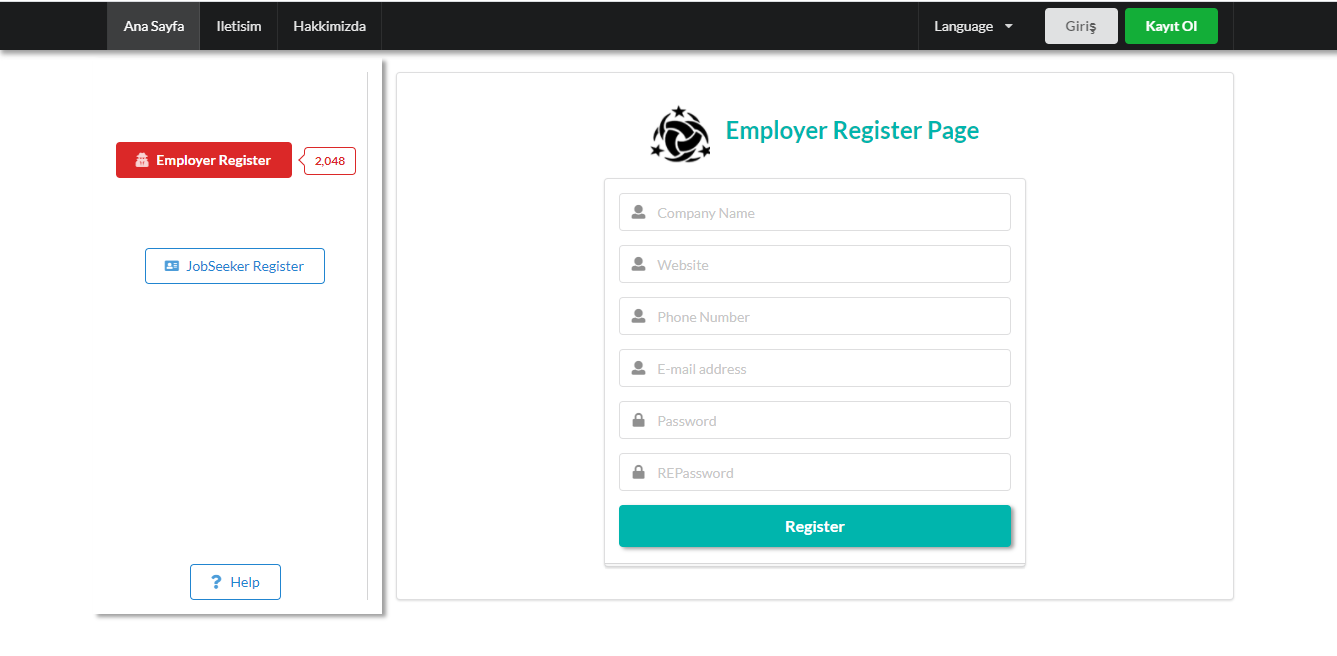 Ana Sayfa Iletisim Hakkimizda Language Giriş Kayıt Ol
Employer Register 2,048
JobSeeker Register
? Help
Employer Register Page
Company Name
Website
Phone Number
E-mail address
Password
REPassword
Register